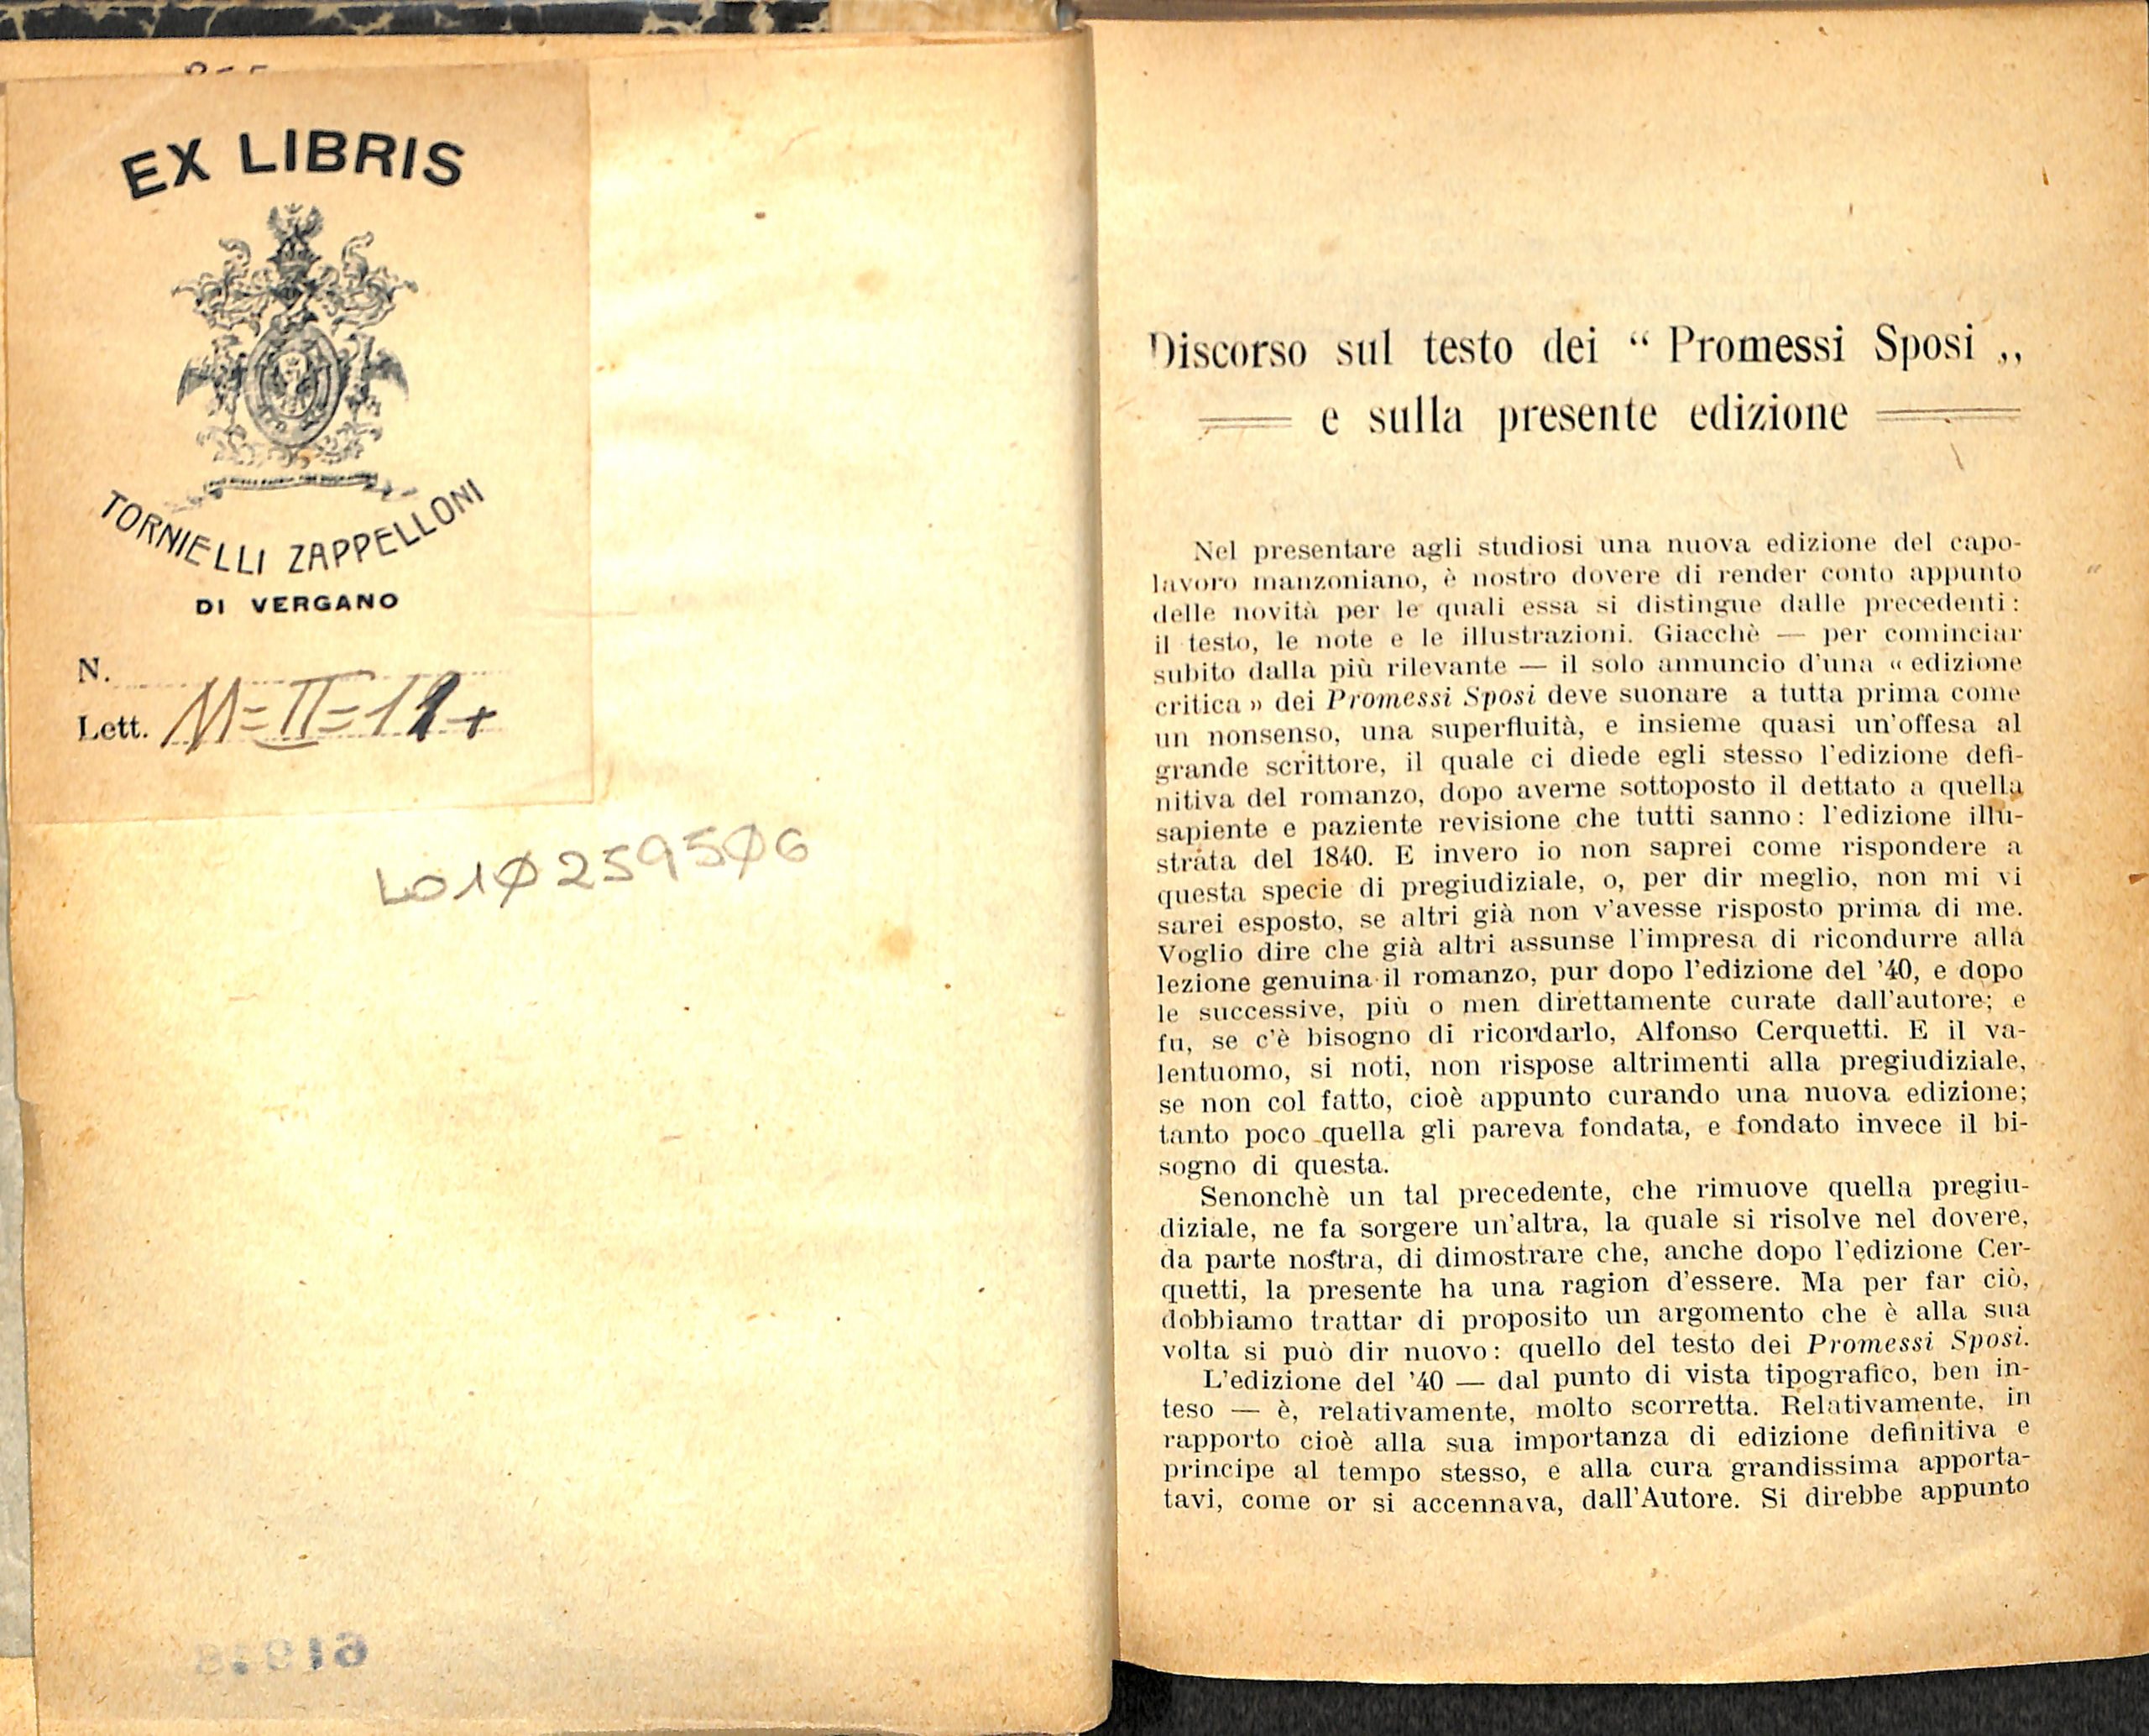 EX LIBRIS
TORNIELLI ZAPPELLONI
DI VERGANO
N.
Lett. M=II=11+
LO1Ø2595Ø6
Discorso sul testo dei “ Promessi Sposi „
e sulla presente edizione
Nel presentare agli studiosi una nuova edizione del capo-
lavoro manzoniano, è nostro dovere di render conto appunto
delle novità per le quali essa si distingue dalle precedenti:
il testo, le note e le illustrazioni. Giacchè — per cominciar
subito dalla più rilevante — il solo annuncio d'una « edizione
critica » dei Promessi Sposi deve suonare a tutta prima come
un nonsenso, una superfluità, e insieme quasi un'offesa al
grande scrittore, il quale ci diede egli stesso l'edizione defi-
nitiva del romanzo, dopo averne sottoposto il dettato a quella
sapiente e paziente revisione che tutti sanno: l'edizione illu-
strata del 1840. E invero io non saprei come rispondere a
questa specie di pregiudiziale, o, per dir meglio, non mi vi
sarei esposto, se altri già non v'avesse risposto prima di me.
Voglio dire che già altri assunse l'impresa di ricondurre alla
lezione genuina il romanzo, pur dopo l'edizione del '40, e dopo
le successive, più o men direttamente curate dall'autore; e
fu, se c'è bisogno di ricordarlo, Alfonso Cerquetti. E il va-
lentuomo, si noti, non rispose altrimenti alla pregiudiziale,
se non col fatto, cioè appunto curando una nuova edizione;
tanto poco quella gli pareva fondata, e fondato invece il bi-
sogno di questa.
Senonchè un tal precedente, che rimuove quella pregiu-
diziale, ne fa sorgere un'altra, la quale si risolve nel dovere,
da parte nostra, di dimostrare che, anche dopo l'edizione Cer-
quetti, la presente ha una ragion d'essere. Ma per far ciò,
dobbiamo trattar di proposito un argomento che è alla sua
volta si può dir nuovo: quello del testo dei Promessi Sposi.
L'edizione del '40 — dal punto di vista tipografico, ben in-
teso — è, relativamente, molto scorretta. Relativamente, in
rapporto cioè alla sua importanza di edizione definitiva e
principe al tempo stesso, e alla cura grandissima apporta-
tavi, come or si accennava, dall'Autore. Si direbbe appunto